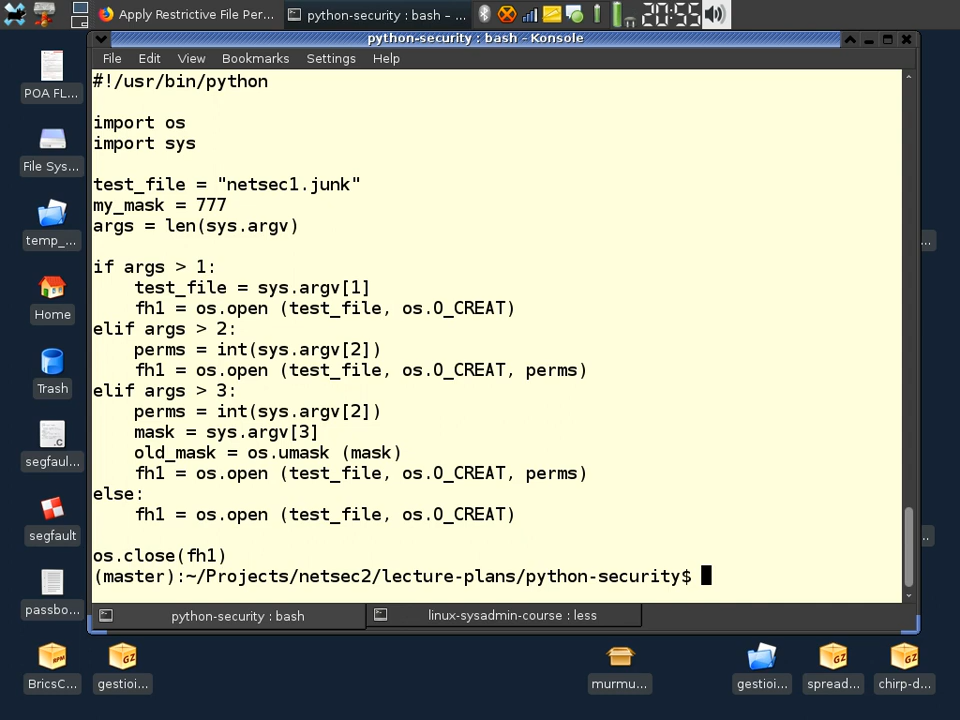 Apply Restrictive File Per...
python-security : bash – ...
20:55
python-security : bash – Konsole
File Edit View Bookmarks Settings Help
#!/usr/bin/python
import os
import sys
test_file = "netsec1.junk"
my_mask = 777
args = len(sys.argv)
if args > 1:
    test_file = sys.argv[1]
    fh1 = os.open (test_file, os.O_CREAT)
elif args > 2:
    perms = int(sys.argv[2])
    fh1 = os.open (test_file, os.O_CREAT, perms)
elif args > 3:
    perms = int(sys.argv[2])
    mask = sys.argv[3]
    old_mask = os.umask (mask)
    fh1 = os.open (test_file, os.O_CREAT, perms)
else:
    fh1 = os.open (test_file, os.O_CREAT)
os.close(fh1)
(master):~/Projects/netsec2/lecture-plans/python-security$
python-security : bash
linux-sysadmin-course : less
POA FL...
File Sys...
temp_...
Home
Trash
.c
segfaul...
segfault
passbo...
RPM
BricsC...
GZ
gestioi...
murmu...
gestioi...
GZ
spread...
GZ
chirp-d...